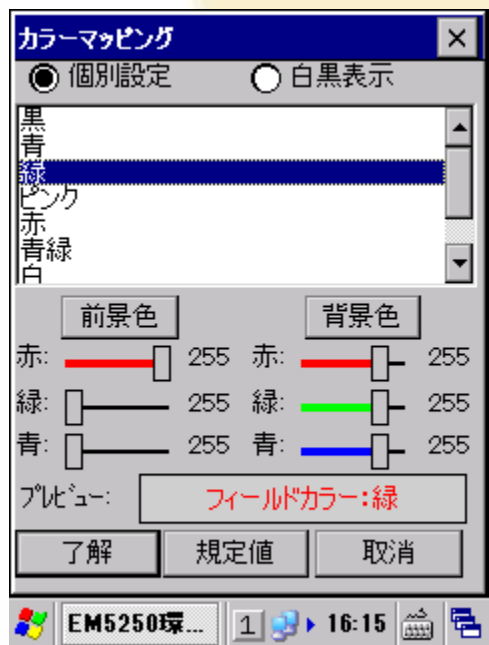 カラーマッピング
個別設定 白黒表示
黒
青
緑
ピンク
赤
青緑
白
前景色 背景色
赤: 255 赤: 255
緑: 255 緑: 255
青: 255 青: 255
プレビュー: フィールドカラー:緑
了解 規定値 取消
EM5250環... 1 16:15